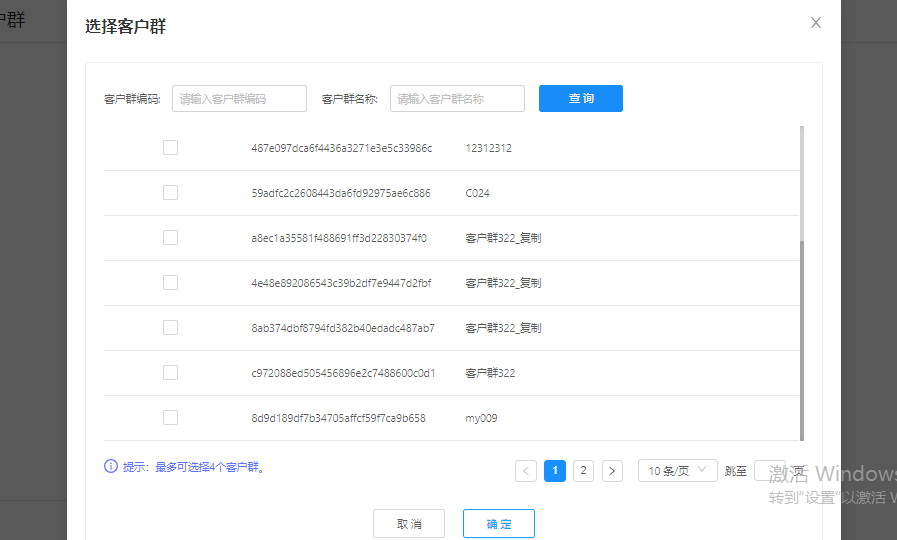 户群
选择客户群
客户群编码: 请输入客户群编码 客户群名称: 请输入客户群名称 查 询
487e097dca6f4436a3271e3e5c33986c 12312312
59adfc2c2608443da6fd92975ae6c886 C024
a8ec1a35581f488691ff3d22830374f0 客户群322_复制
4e48e892086543c39b2df7e9447d2fbf 客户群322_复制
8ab374dbf8794fd382b40edadc487ab7 客户群322_复制
c972088ed505456896e2c7488600c0d1 客户群322
8d9d189df7b34705affcf59f7ca9b658 my009
提示: 最多可选择4个客户群。 < 1 2 > 10 条/页 跳至 页
激活 Windows
转到"设置"以激活 W
取 消 确 定